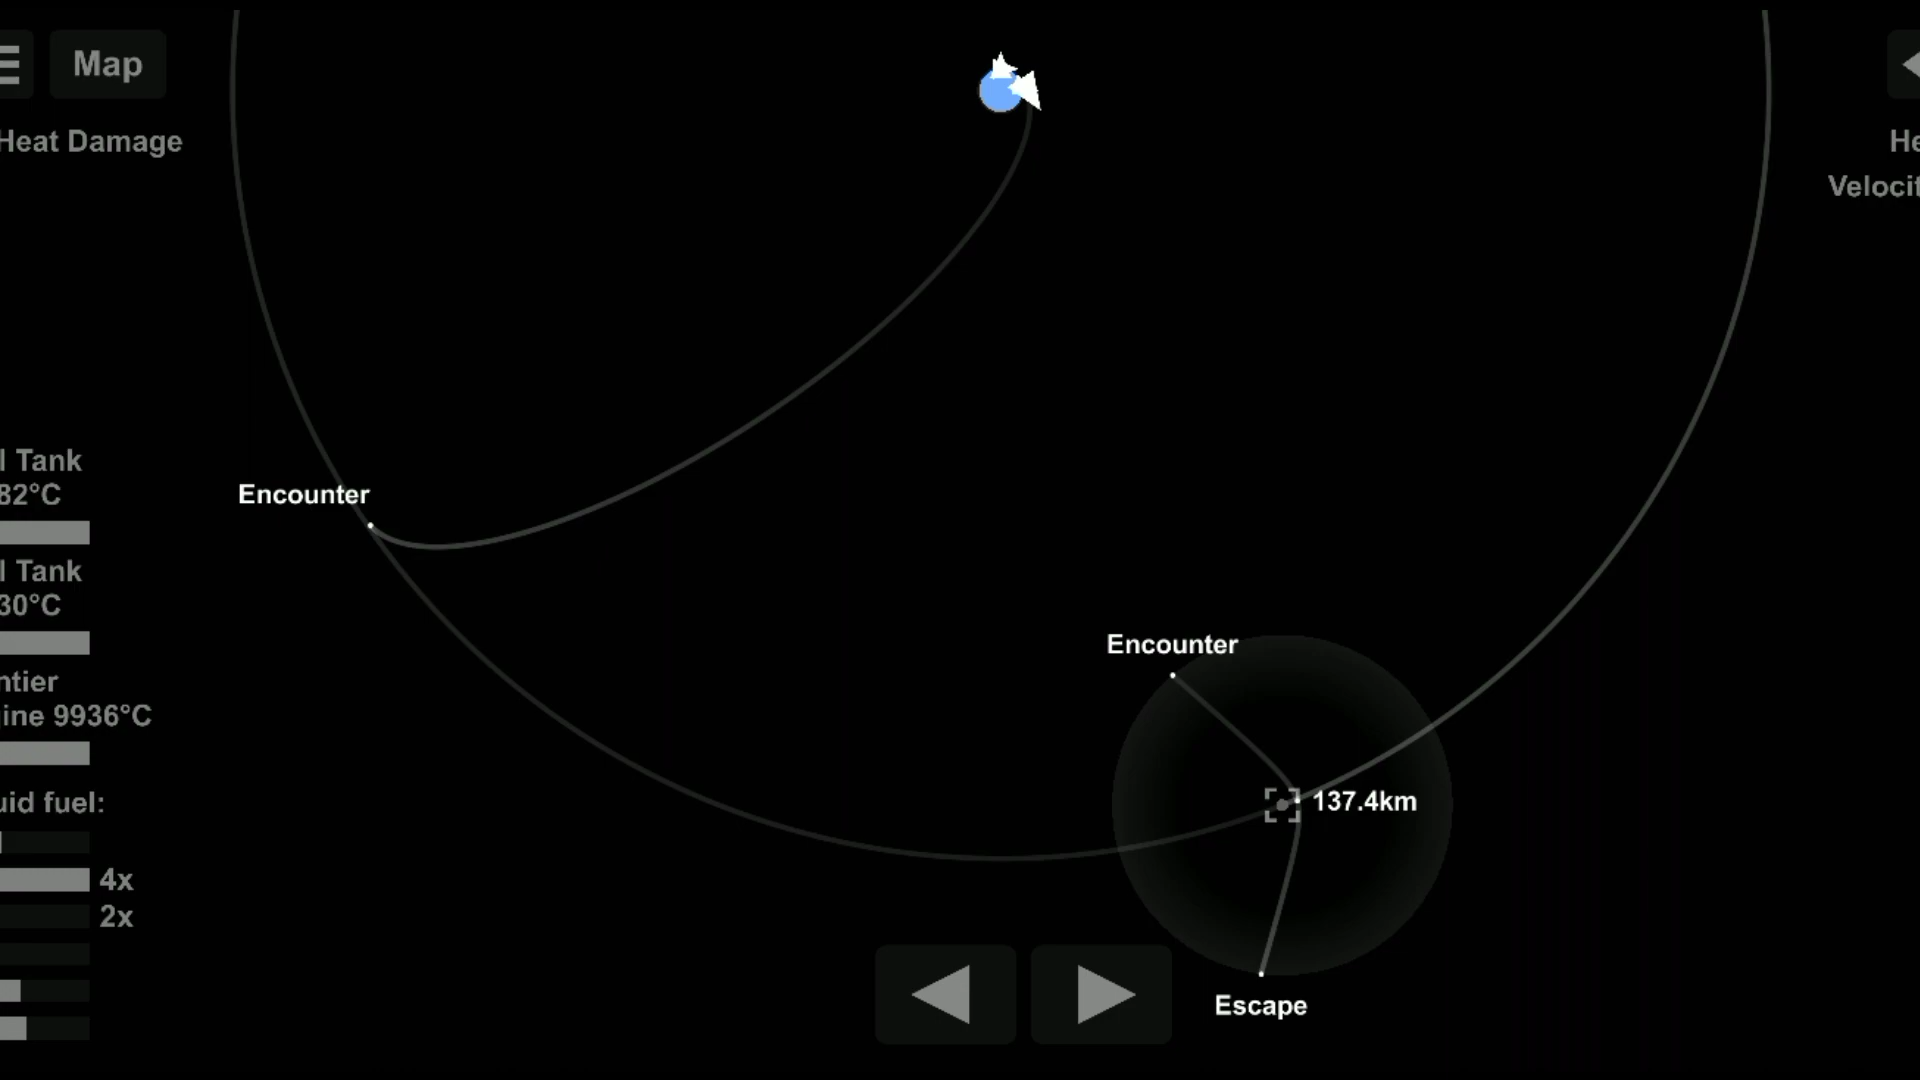 Map
Heat Damage
He
Velocit
l Tank
82°C
l Tank
30°C
ntier
ine 9936°C
uid fuel:
4x
2x
Encounter
Encounter
137.4km
Escape